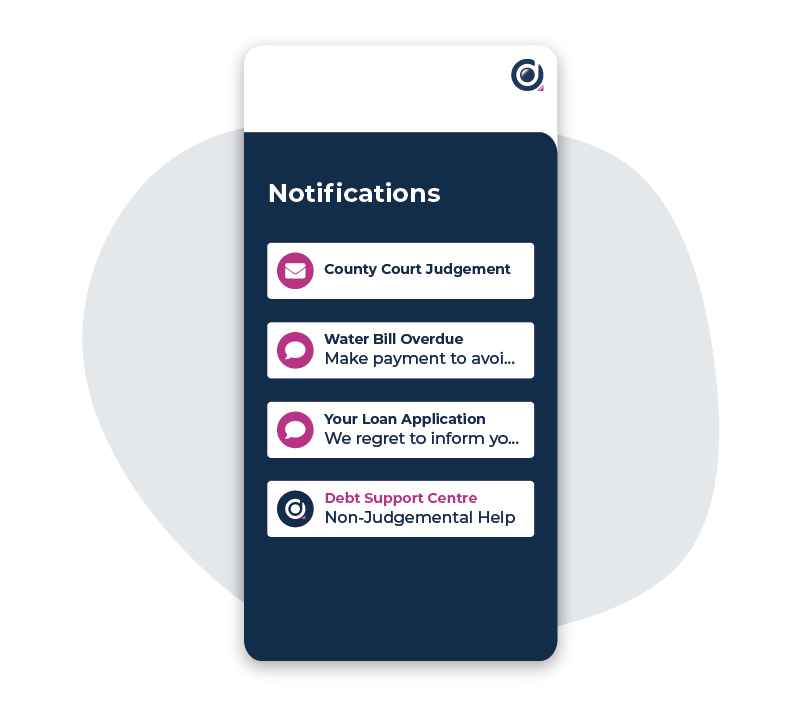 Notifications
County Court Judgement
Water Bill Overdue
Make payment to avoi...
Your Loan Application
We regret to inform yo...
Debt Support Centre
Non-Judgemental Help